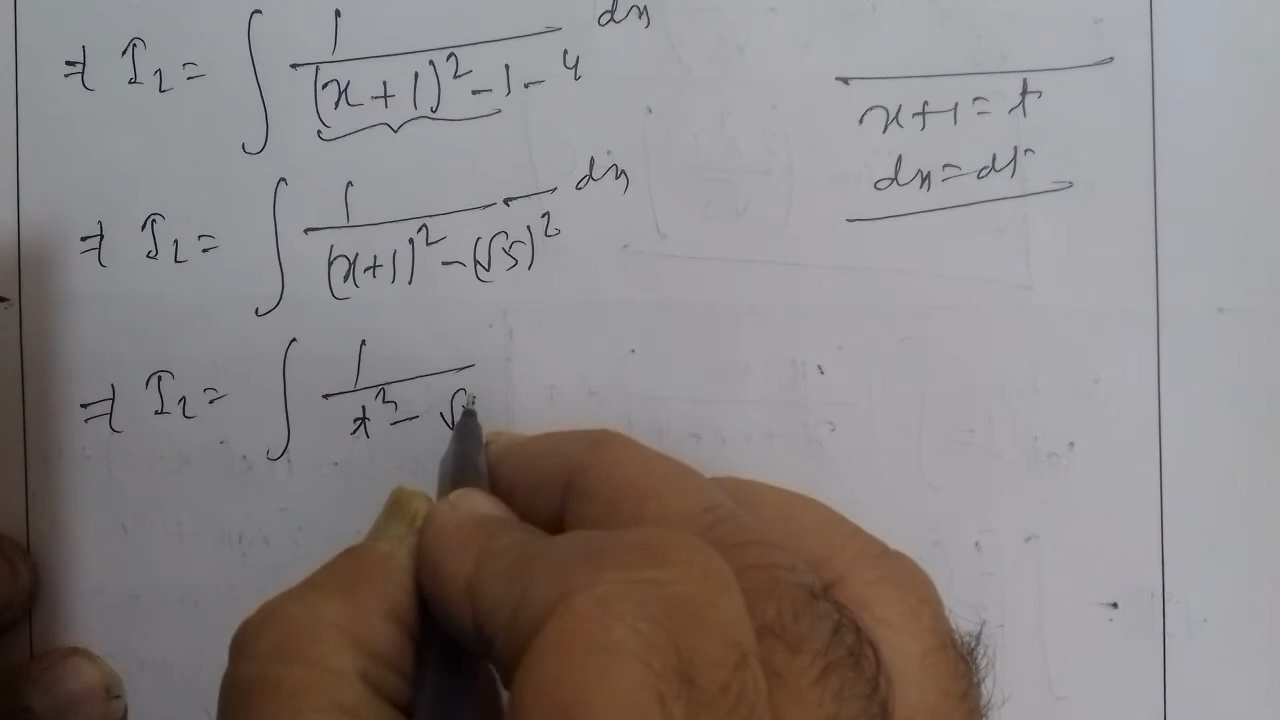 ⇒ I₂ = ∫ 1/((x+1)² - 1 - 4) dx
x+1 = t
dx = dt
⇒ I₂ = ∫ 1/((x+1)² - (√5)²) dx
⇒ I₂ = ∫ 1/(t² - √